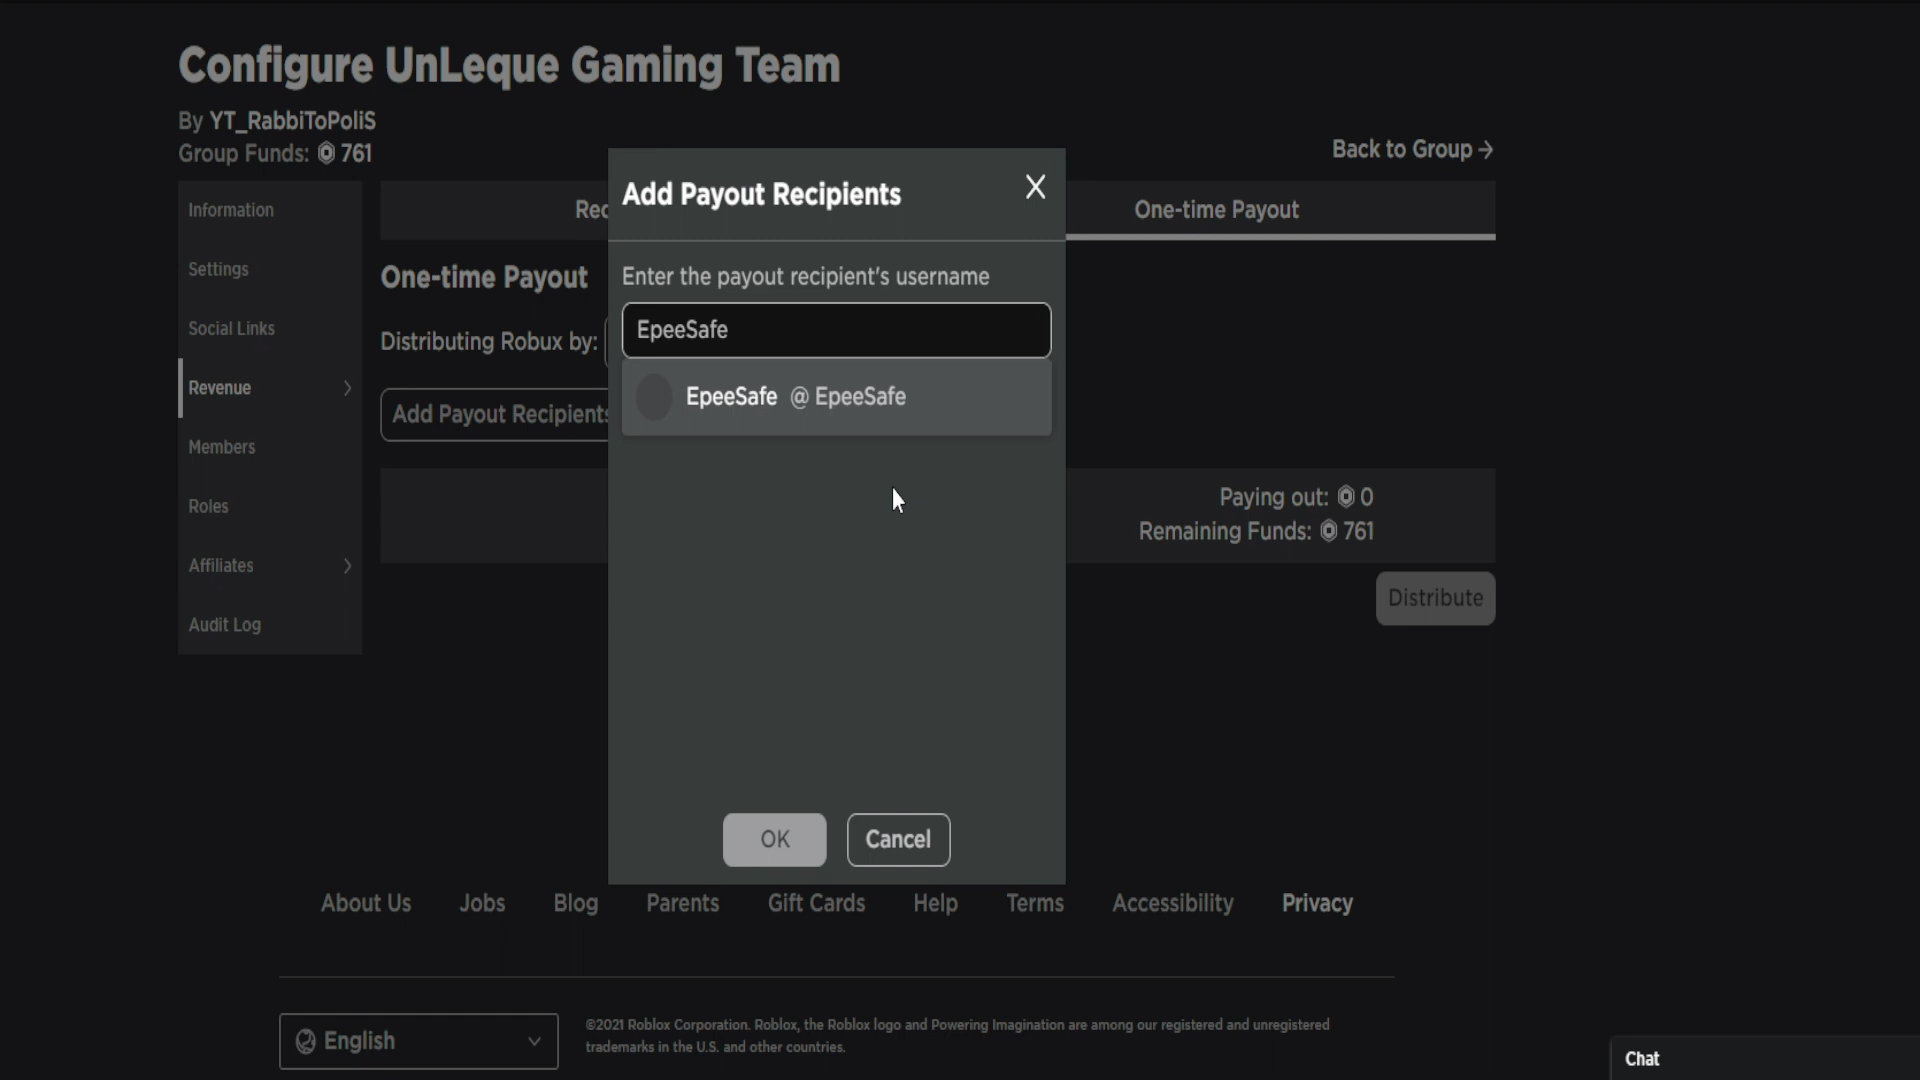 Configure UnLeque Gaming Team
By YT_RabbiToPoliS
Group Funds: 761
Back to Group
Information
Settings
Social Links
Revenue
Members
Roles
Affiliates
Audit Log
Rec
One-time Payout
One-time Payout
Distributing Robux by:
Add Payout Recipients
Add Payout Recipients
X
Enter the payout recipient's username
EpeeSafe
EpeeSafe @ EpeeSafe
OK
Cancel
Paying out: 0
Remaining Funds: 761
Distribute
About Us Jobs Blog Parents Gift Cards Help Terms Accessibility Privacy
English
©2021 Roblox Corporation. Roblox, the Roblox logo and Powering Imagination are among our registered and unregistered
trademarks in the U.S. and other countries.
Chat